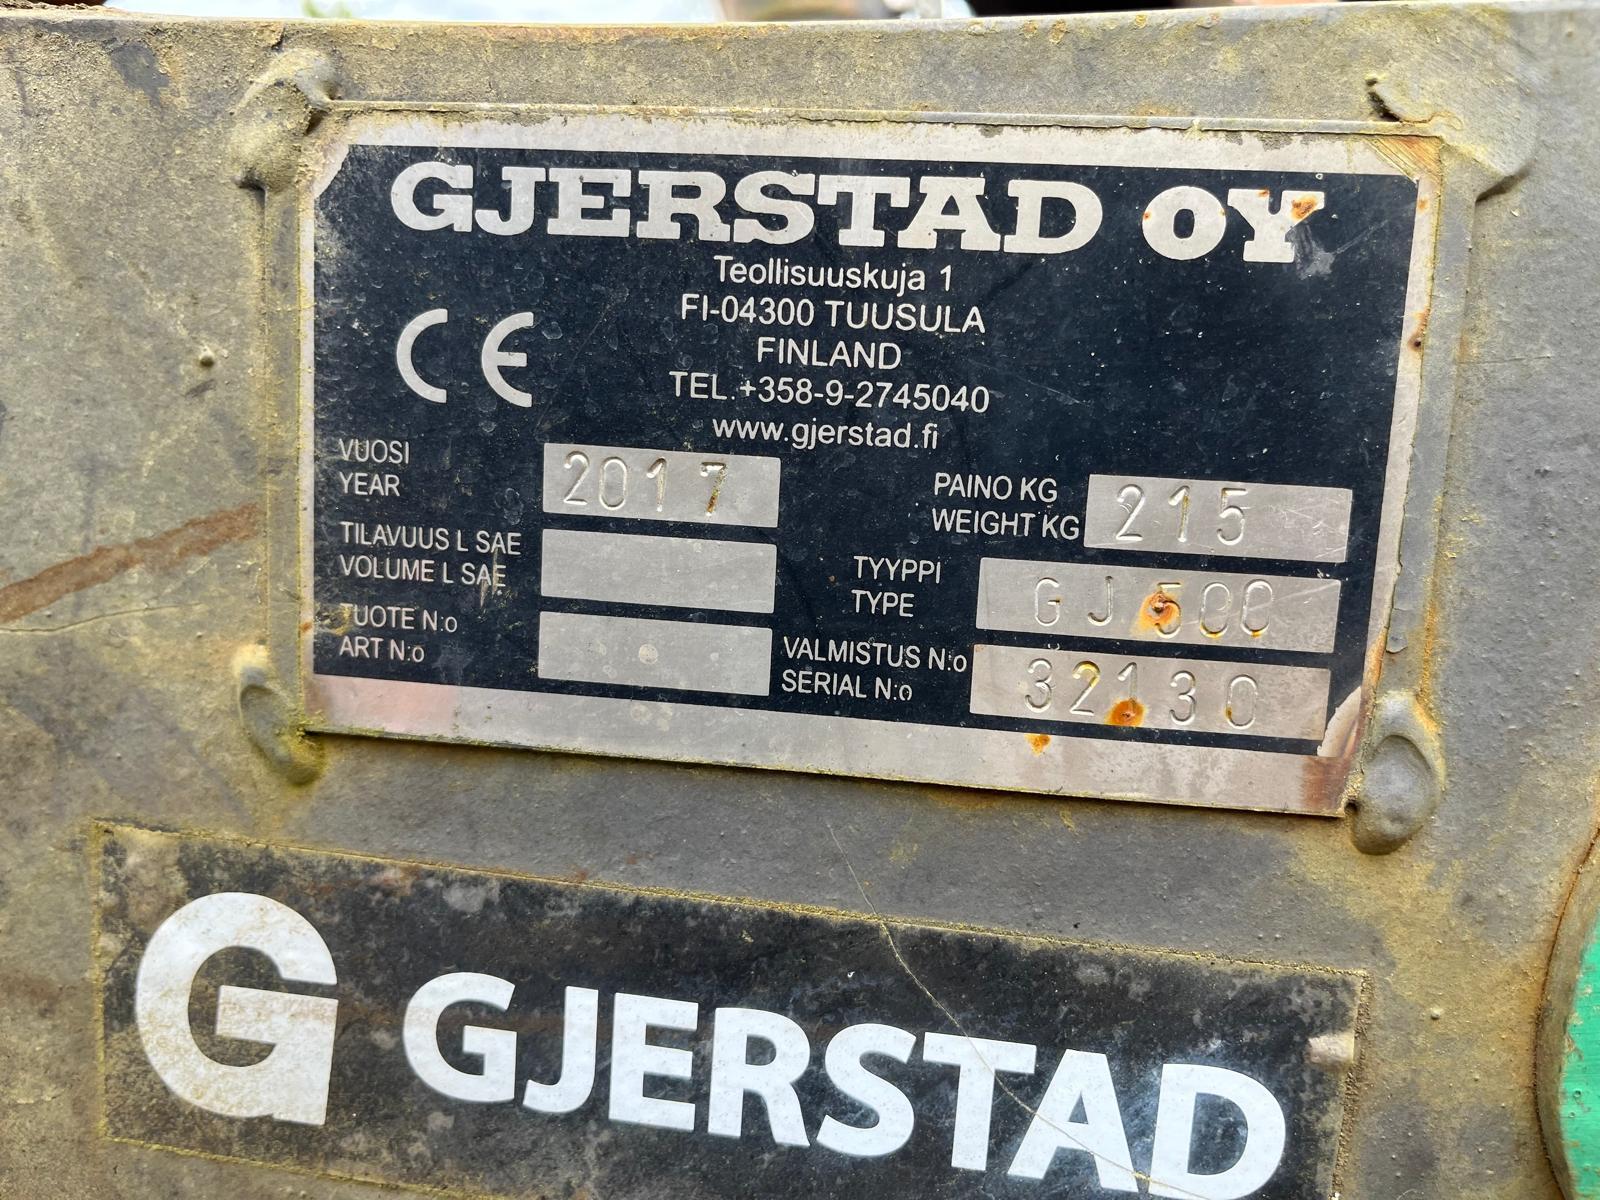 GJERSTAD OY
Teollisuuskuja 1
FI-04300 TUUSULA
FINLAND
TEL.+358-9-2745040
www.gjerstad.fi
CE
VUOSI
YEAR
2017
PAINO KG
WEIGHT KG
215
TILAVUUS L SAE
VOLUME L SAE
TYYPPI
TYPE
GJ 500
TUOTE N:o
ART N:o
VALMISTUS N:o
SERIAL N:o
32130
G GJERSTAD